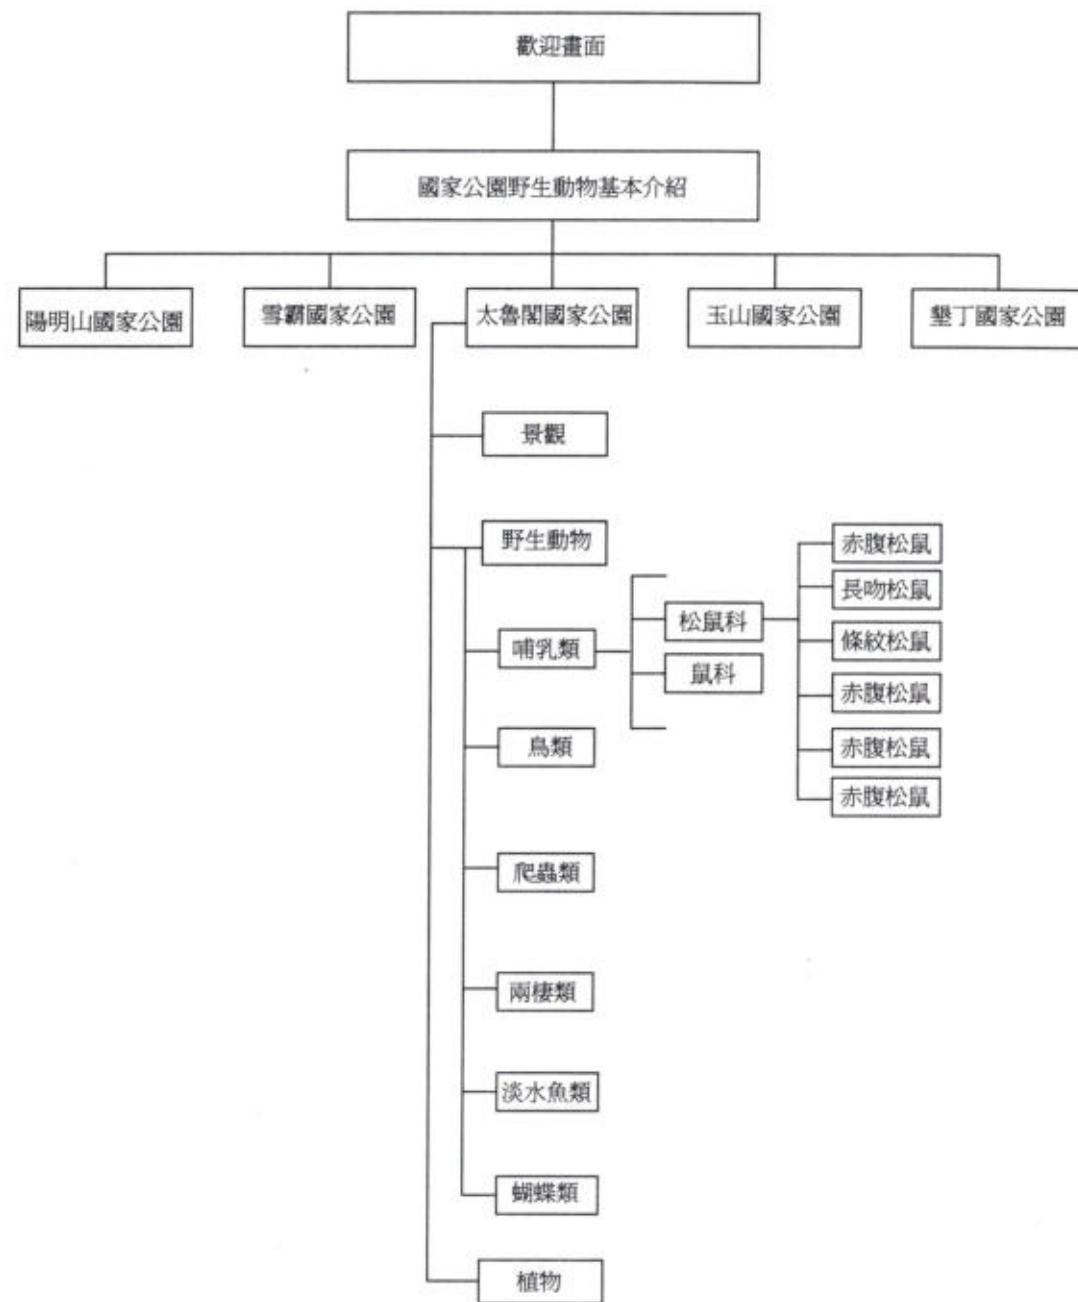 歡迎畫面
國家公園野生動物基本介紹
陽明山國家公園
雪霸國家公園
太魯閣國家公園
玉山國家公園
墾丁國家公園
景觀
野生動物
哺乳類
松鼠科
鼠科
赤腹松鼠
長吻松鼠
條紋松鼠
赤腹松鼠
赤腹松鼠
赤腹松鼠
鳥類
爬蟲類
兩棲類
淡水魚類
蝴蝶類
植物